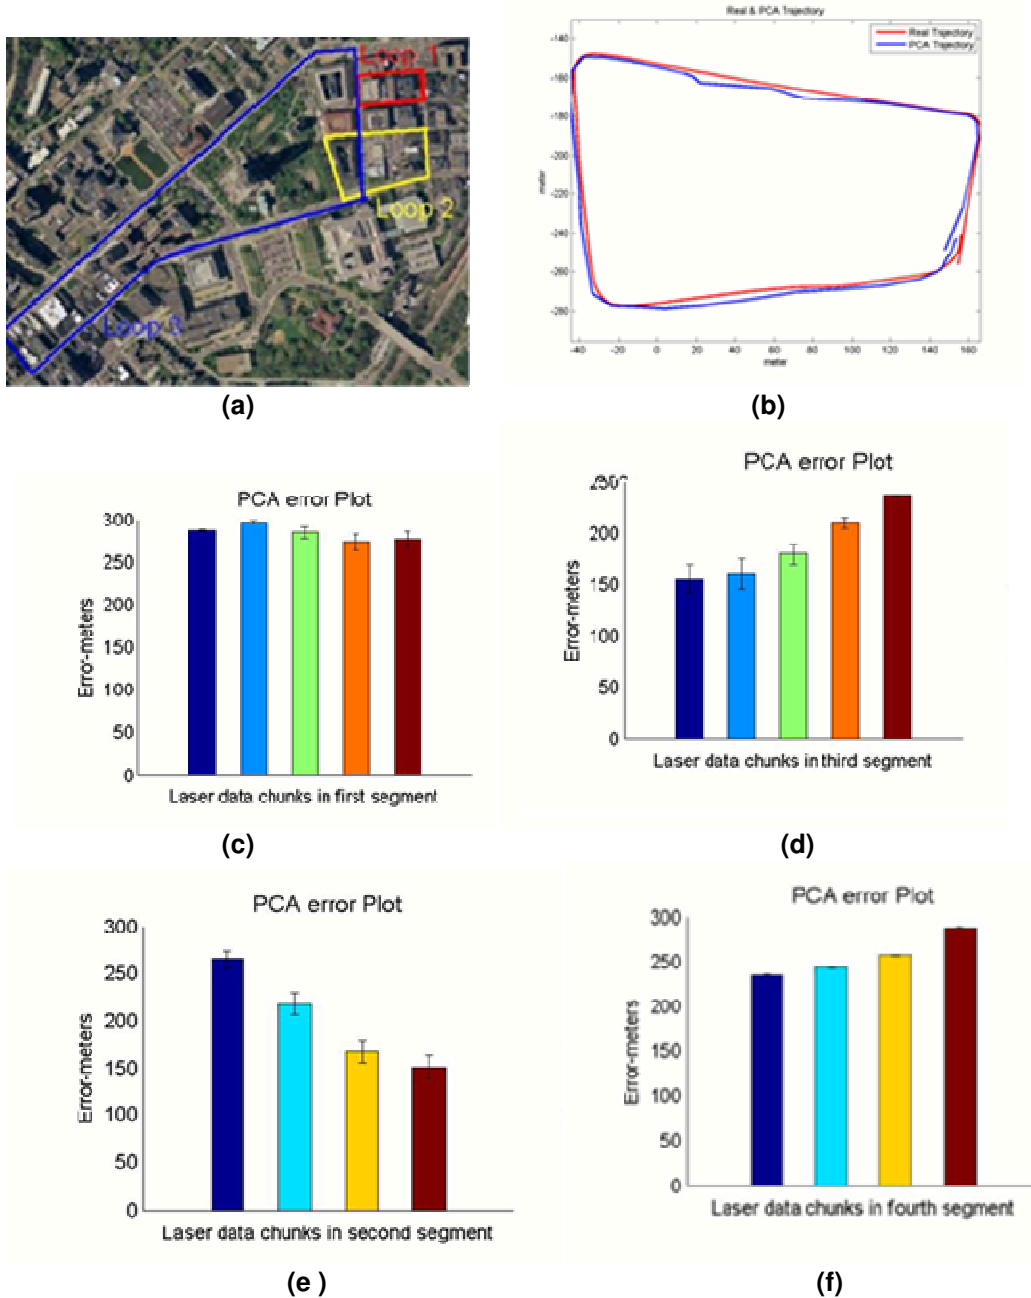 Loop 1
Loop 2
Loop 3
(a)
Real & PCA Trajectory
Real Trajectory
PCA Trajectory
-140
-160
-180
-200
-220
-240
-260
-280
meter
-40 -20 0 20 40 60 80 100 120 140 160
meter
(b)
PCA error Plot
300
250
200
150
100
50
0
Error-meters
Laser data chunks in first segment
(c)
PCA error Plot
200
150
100
50
0
Error-meters
Laser data chunks in third segment
(d)
PCA error Plot
300
250
200
150
100
50
0
Error-meters
Laser data chunks in second segment
(e )
PCA error Plot
300
250
200
150
100
50
0
Error-meters
Laser data chunks in fourth segment
(f)